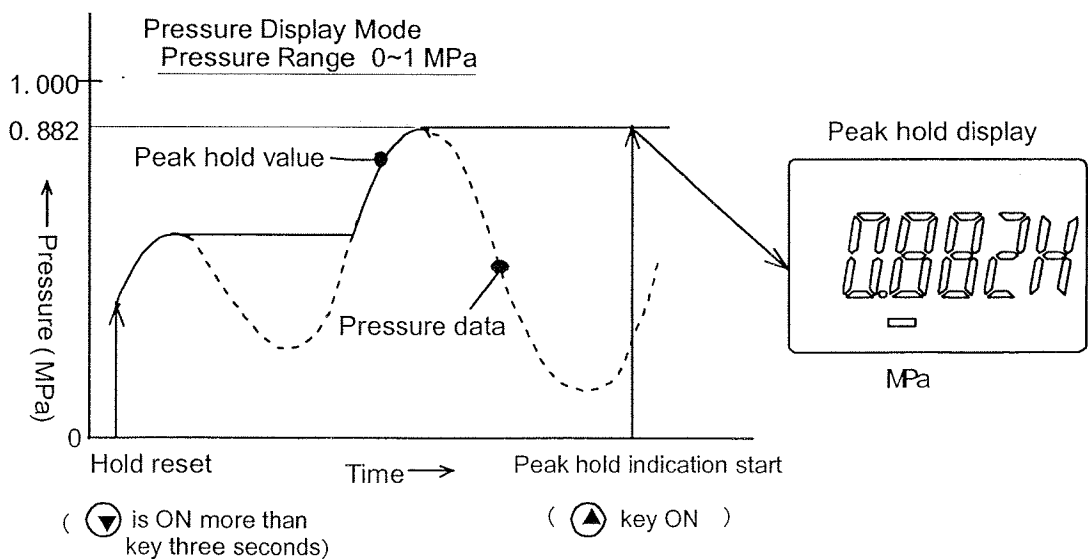 Pressure Display Mode
Pressure Range 0~1 MPa
1.000
0.882
Peak hold value
Pressure data
Pressure (MPa)
0
Hold reset
Time
Peak hold indication start
( ▼ is ON more than
key three seconds)
( ▲ key ON )
Peak hold display
0.882H
MPa